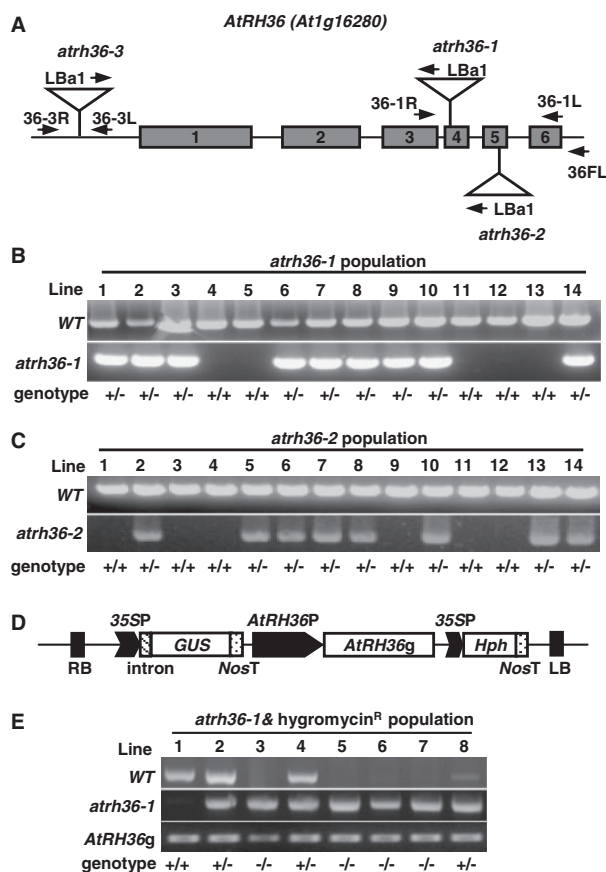 A
AtRH36 (At1g16280)
atrh36-3
atrh36-1
LBa1
LBa1
36-3R
36-3L
36-1R
36-1L
1 2 3 4 5 6
36FL
LBa1
atrh36-2
B
atrh36-1 population
Line 1 2 3 4 5 6 7 8 9 10 11 12 13 14
WT
atrh36-1
genotype +/- +/- +/- +/+ +/+ +/- +/- +/- +/- +/- +/+ +/+ +/+ +/-
C
atrh36-2 population
Line 1 2 3 4 5 6 7 8 9 10 11 12 13 14
WT
atrh36-2
genotype +/+ +/- +/+ +/+ +/- +/- +/- +/- +/+ +/- +/+ +/+ +/- +/-
D
35SP AtRH36P 35SP
GUS AtRH36g Hph
RB intron NosT NosT LB
E
atrh36-1& hygromycinᴿ population
Line 1 2 3 4 5 6 7 8
WT
atrh36-1
AtRH36g
genotype +/+ +/- -/- +/- -/- -/- -/- +/-